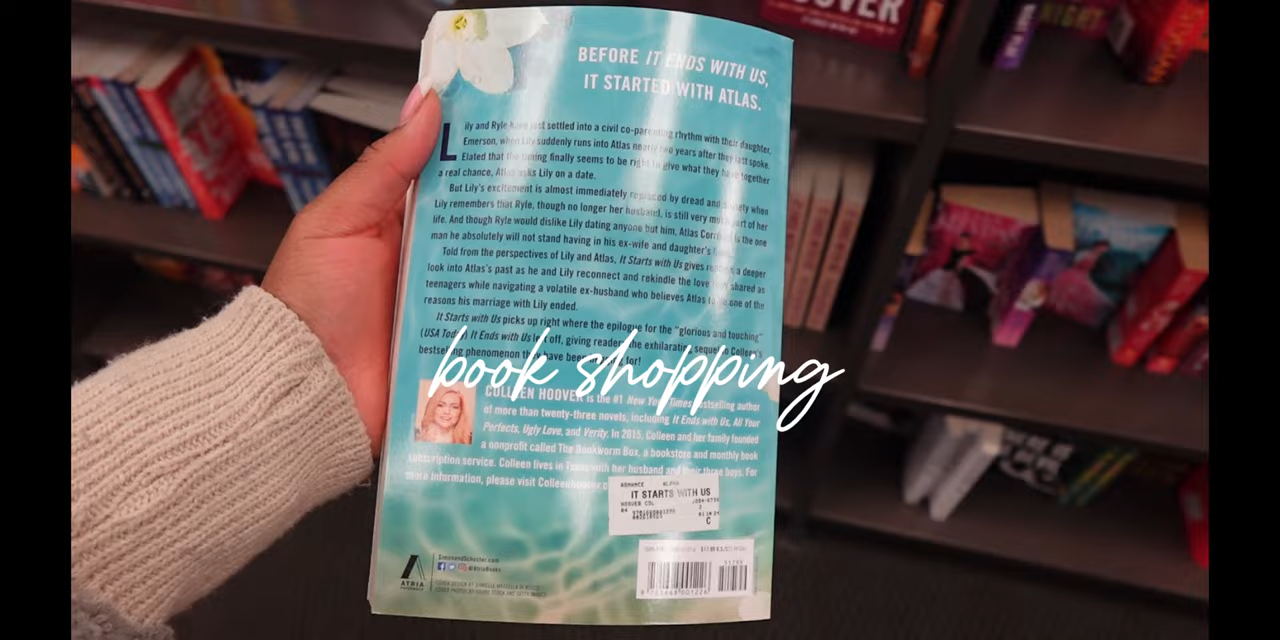 OVER
NIGHT
BEFORE IT ENDS WITH US,
IT STARTED WITH ATLAS.
Lily and Ryle have just settled into a civil co-parenting rhythm with their daughter,
Emerson, when Lily suddenly runs into Atlas nearly two years after they last spoke.
Elated that the timing finally seems to be right to give what they have together
a real chance, Atlas asks Lily on a date.
But Lily's excitement is almost immediately replaced by dread and anxiety when
Lily remembers that Ryle, though no longer her husband, is still very much part of her
life. And though Ryle would dislike Lily dating anyone but him, Atlas Corrigan is the one
man he absolutely will not stand having in his ex-wife and daughter's
Told from the perspectives of Lily and Atlas, It Starts with Us gives readers a deeper
look into Atlas's past as he and Lily reconnect and rekindle the love shared as
teenagers while navigating a volatile ex-husband who believes Atlas to be one of the
reasons his marriage with Lily ended.
It Starts with Us picks up right where the epilogue for the "glorious and touching"
(USA Today) It Ends with Us left off, giving readers the exhilarating sequel to Colleen's
bestselling phenomenon they have been waiting for!
book shopping
COLLEEN HOOVER is the #1 New York Times bestselling author
of more than twenty-three novels, including It Ends with Us, All Your
Perfects, Ugly Love, and Verity. In 2015, Colleen and her family founded
a nonprofit called The Bookworm Box, a bookstore and monthly book
subscription service. Colleen lives in Texas with her husband and their three boys. For
more information, please visit ColleenHoover
ROMANCE ALPHA
IT STARTS WITH US
HOOVER COL
C
ATRIA
PAPERBACK
SimonandSchuster.com
@AtriaBooks